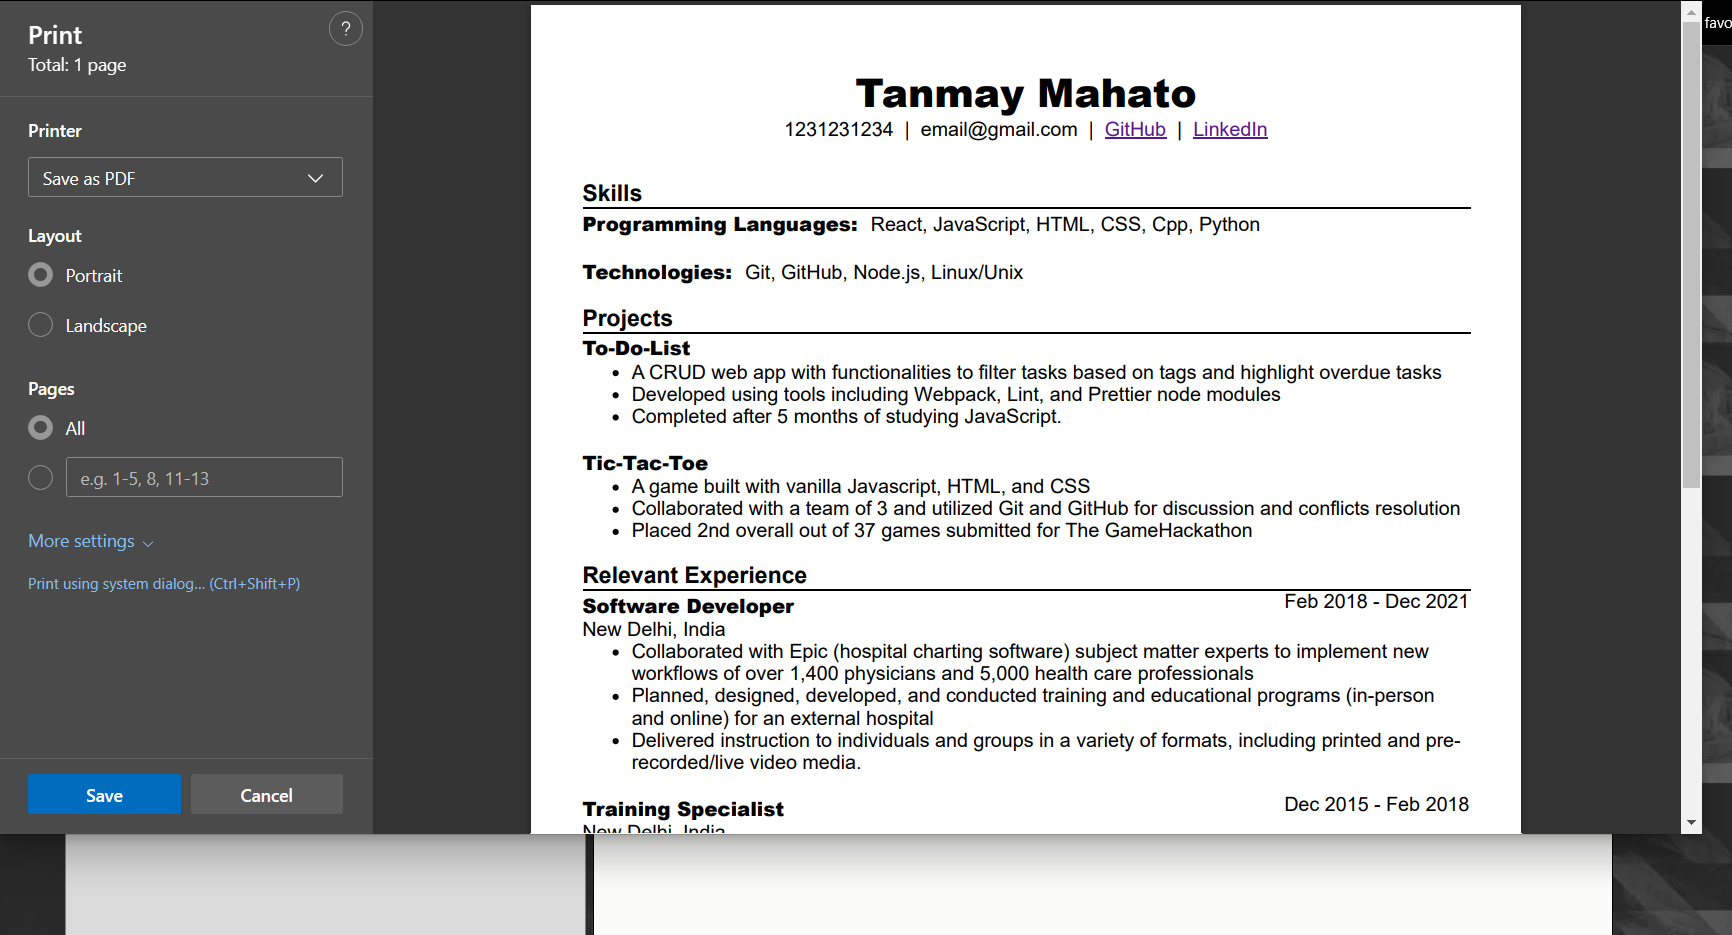 Print
Total: 1 page
?
Printer
Save as PDF
Layout
Portrait
Landscape
Pages
All
e.g. 1-5, 8, 11-13
More settings
Print using system dialog... (Ctrl+Shift+P)
Save
Cancel
Tanmay Mahato
1231231234 | email@gmail.com | GitHub | LinkedIn
Skills
Programming Languages: React, JavaScript, HTML, CSS, Cpp, Python
Technologies: Git, GitHub, Node.js, Linux/Unix
Projects
To-Do-List
• A CRUD web app with functionalities to filter tasks based on tags and highlight overdue tasks
• Developed using tools including Webpack, Lint, and Prettier node modules
• Completed after 5 months of studying JavaScript.
Tic-Tac-Toe
• A game built with vanilla Javascript, HTML, and CSS
• Collaborated with a team of 3 and utilized Git and GitHub for discussion and conflicts resolution
• Placed 2nd overall out of 37 games submitted for The GameHackathon
Relevant Experience
Software Developer Feb 2018 - Dec 2021
New Delhi, India
• Collaborated with Epic (hospital charting software) subject matter experts to implement new
workflows of over 1,400 physicians and 5,000 health care professionals
• Planned, designed, developed, and conducted training and educational programs (in-person
and online) for an external hospital
• Delivered instruction to individuals and groups in a variety of formats, including printed and pre-
recorded/live video media.
Training Specialist Dec 2015 - Feb 2018
New Delhi, India
favo